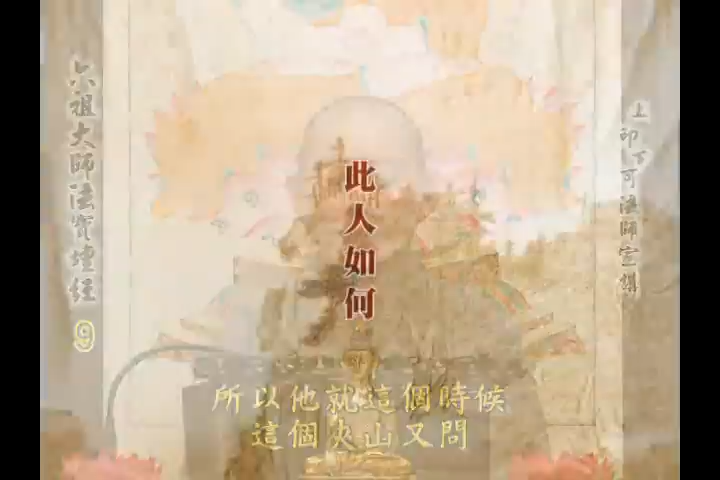 六祖大師法寶壇經
9
上印下可法師宣講
此人如何
所以他就這個時候
這個夾山又問